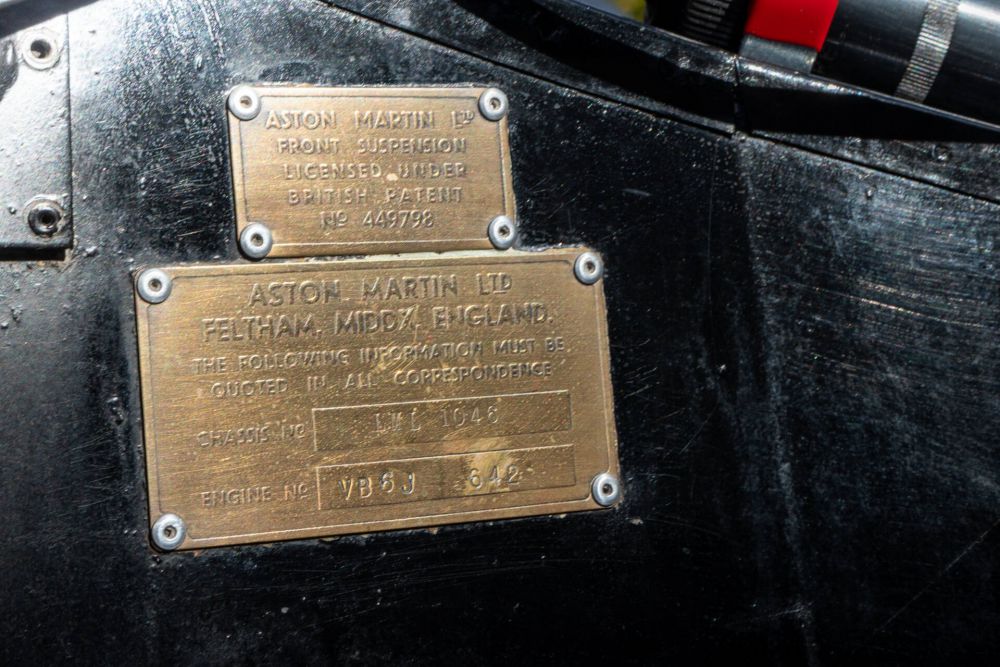 ASTON MARTIN LTD
FRONT SUSPENSION
LICENSED UNDER
BRITISH PATENT
No 449798
ASTON MARTIN LTD
FELTHAM, MIDDX, ENGLAND.
THE FOLLOWING INFORMATION MUST BE
QUOTED IN ALL CORRESPONDENCE
CHASSIS No LML 1046
ENGINE No VB6J 642